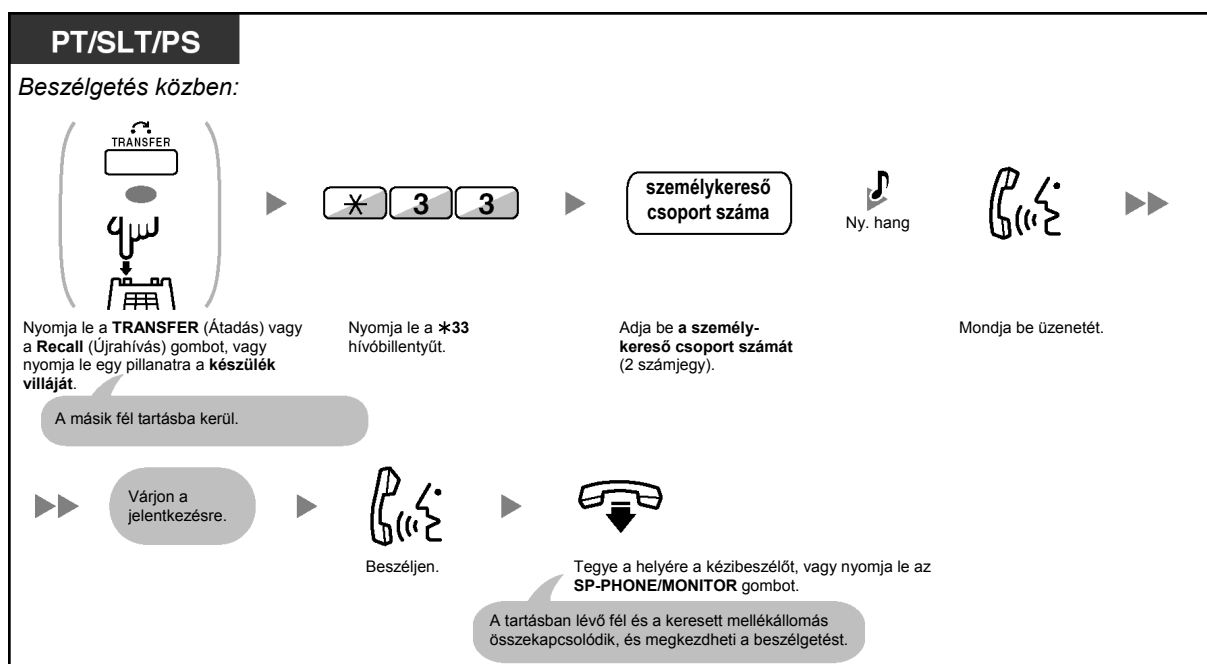 PT/SLT/PS
Beszélgetés közben:
TRANSFER
✳ 3 3
személykereső
csoport száma
Ny. hang
Nyomja le a TRANSFER (Átadás) vagy
a Recall (Újrahívás) gombot, vagy
nyomja le egy pillanatra a készülék
villáját.
Nyomja le a ✳33
hívóbillentyűt.
Adja be a személy-
kereső csoport számát
(2 számjegy).
Mondja be üzenetét.
A másik fél tartásba kerül.
Várjon a
jelentkezésre.
Beszéljen.
Tegye a helyére a kézibeszélőt, vagy nyomja le az
SP-PHONE/MONITOR gombot.
A tartásban lévő fél és a keresett mellékállomás
összekapcsolódik, és megkezdheti a beszélgetést.